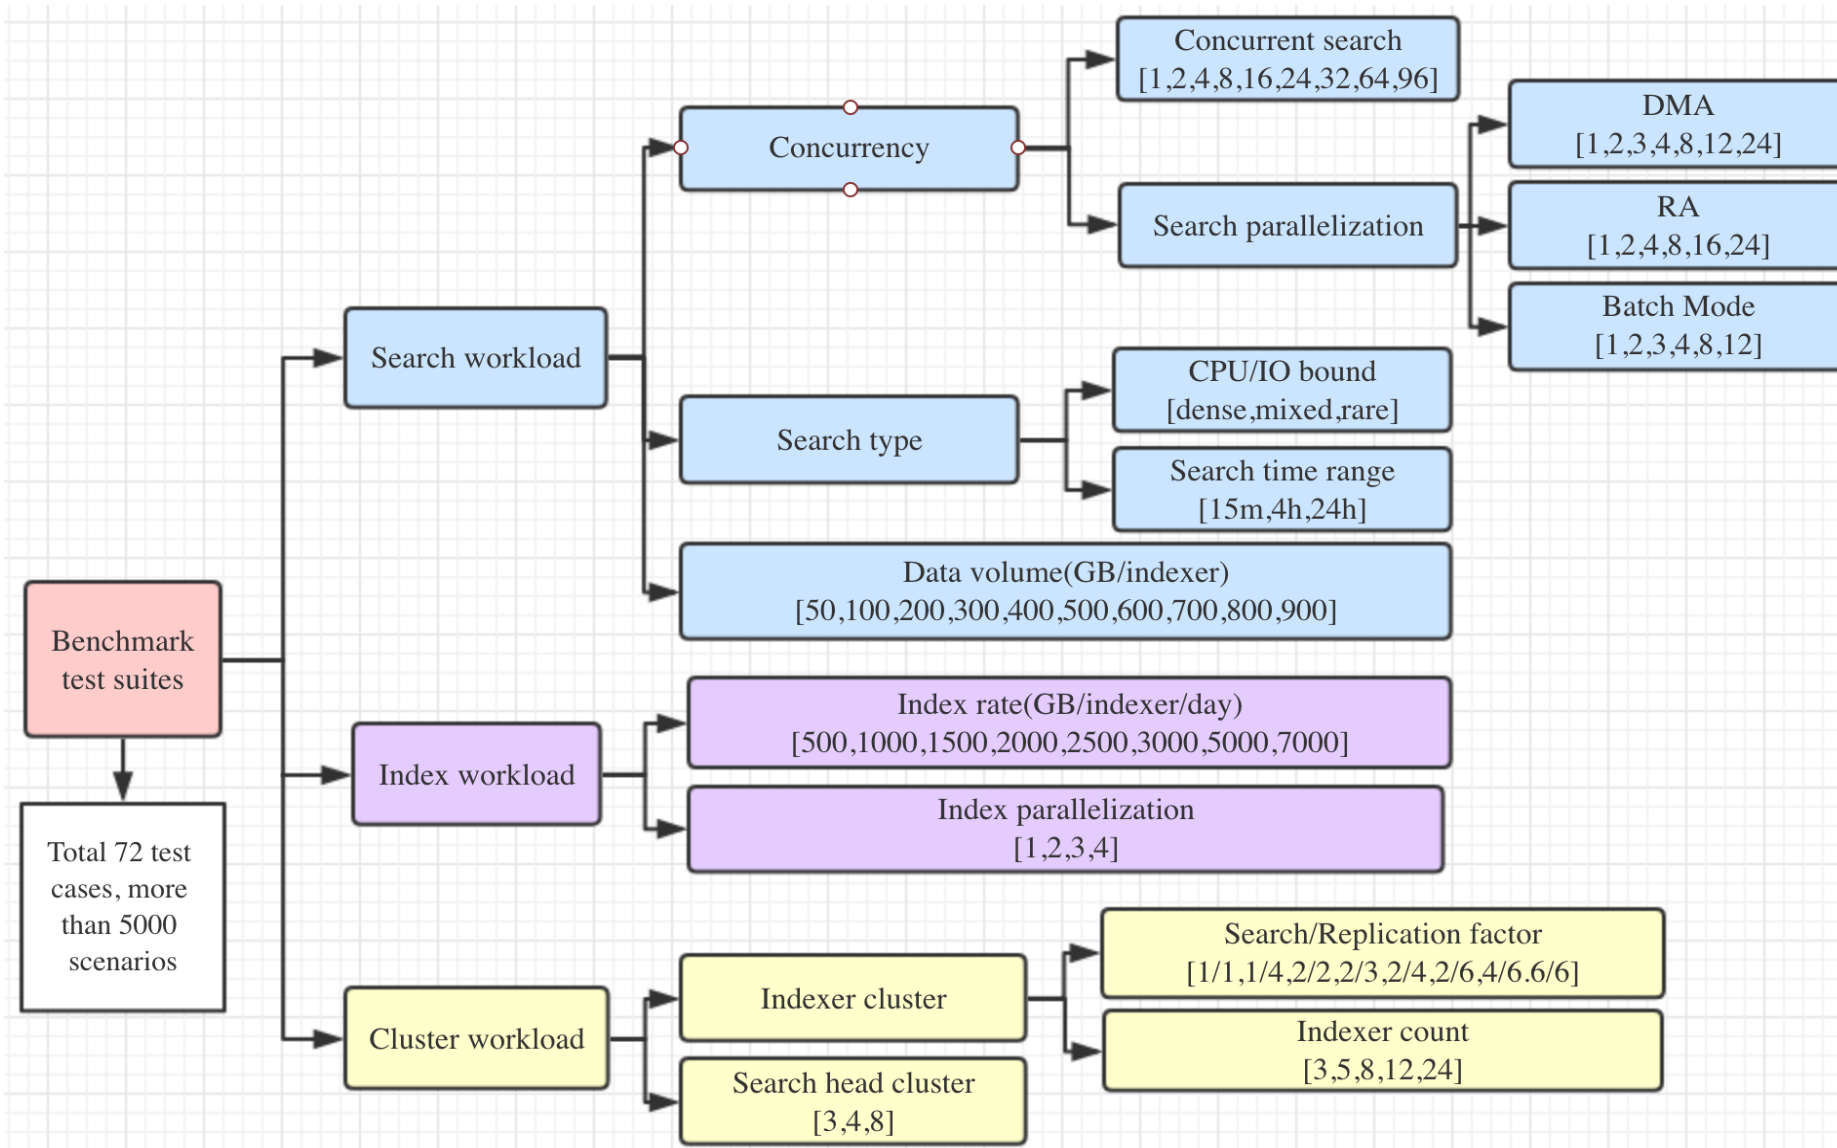 Concurrent search
[1,2,4,8,16,24,32,64,96]
DMA
[1,2,3,4,8,12,24]
Concurrency
RA
[1,2,4,8,16,24]
Search parallelization
Batch Mode
[1,2,3,4,8,12]
Search workload
CPU/IO bound
[dense,mixed,rare]
Search type
Search time range
[15m,4h,24h]
Data volume(GB/indexer)
[50,100,200,300,400,500,600,700,800,900]
Benchmark
test suites
Index rate(GB/indexer/day)
[500,1000,1500,2000,2500,3000,5000,7000]
Index workload
Index parallelization
[1,2,3,4]
Total 72 test
cases, more
than 5000
scenarios
Search/Replication factor
[1/1,1/4,2/2,2/3,2/4,2/6,4/6.6/6]
Indexer cluster
Indexer count
[3,5,8,12,24]
Cluster workload
Search head cluster
[3,4,8]